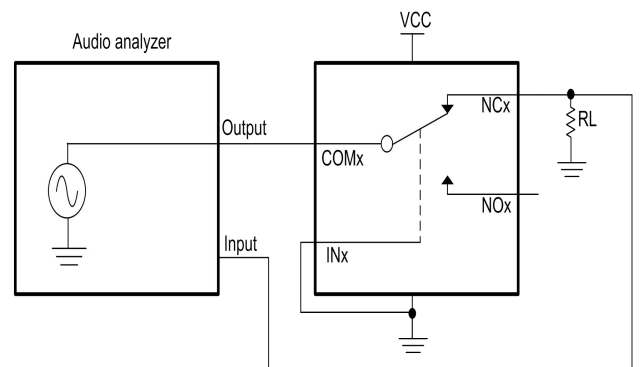 VCC
Audio analyzer
Output
COMx
NCx
RL
NOx
Input
INx